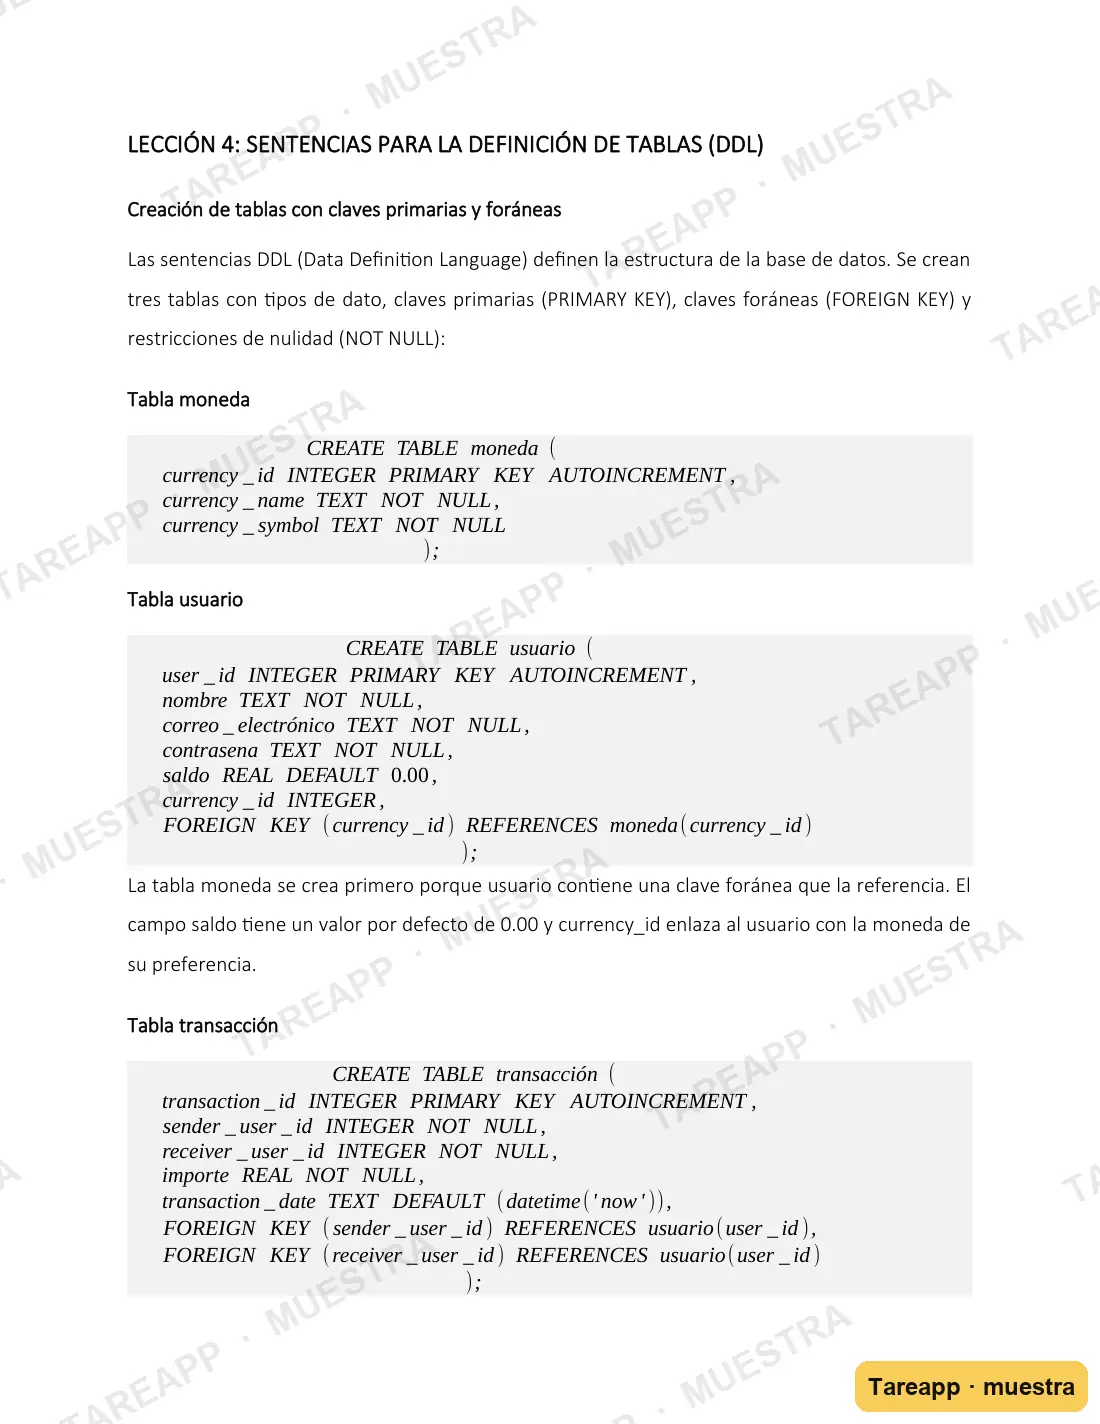 LECCIÓN 4: SENTENCIAS PARA LA DEFINICIÓN DE TABLAS (DDL)
Creación de tablas con claves primarias y foráneas
Las sentencias DDL (Data Definition Language) definen la estructura de la base de datos. Se crean
tres tablas con tipos de dato, claves primarias (PRIMARY KEY), claves foráneas (FOREIGN KEY) y
restricciones de nulidad (NOT NULL):
Tabla moneda
CREATE TABLE moneda (
currency_id INTEGER PRIMARY KEY AUTOINCREMENT,
currency_name TEXT NOT NULL,
currency_symbol TEXT NOT NULL
);
Tabla usuario
CREATE TABLE usuario (
user_id INTEGER PRIMARY KEY AUTOINCREMENT,
nombre TEXT NOT NULL,
correo_electrónico TEXT NOT NULL,
contrasena TEXT NOT NULL,
saldo REAL DEFAULT 0.00,
currency_id INTEGER,
FOREIGN KEY (currency_id) REFERENCES moneda(currency_id)
);
La tabla moneda se crea primero porque usuario contiene una clave foránea que la referencia. El
campo saldo tiene un valor por defecto de 0.00 y currency_id enlaza al usuario con la moneda de
su preferencia.
Tabla transacción
CREATE TABLE transacción (
transaction_id INTEGER PRIMARY KEY AUTOINCREMENT,
sender_user_id INTEGER NOT NULL,
receiver_user_id INTEGER NOT NULL,
importe REAL NOT NULL,
transaction_date TEXT DEFAULT (datetime('now')),
FOREIGN KEY (sender_user_id) REFERENCES usuario(user_id),
FOREIGN KEY (receiver_user_id) REFERENCES usuario(user_id)
);
TAREAPP · MUESTRA
Tareapp · muestra